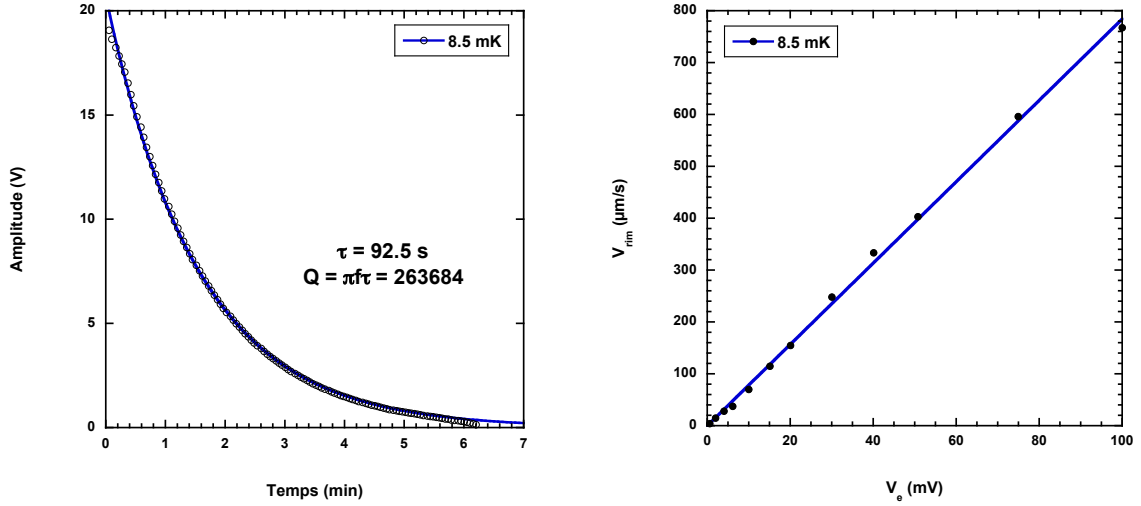 20
15
10
5
0
0 1 2 3 4 5 6 7
Amplitude (V)
Temps (min)
8.5 mK
τ = 92.5 s
Q = πfτ = 263684
800
700
600
500
400
300
200
100
0
0 20 40 60 80 100
V_rim (µm/s)
V_e (mV)
8.5 mK